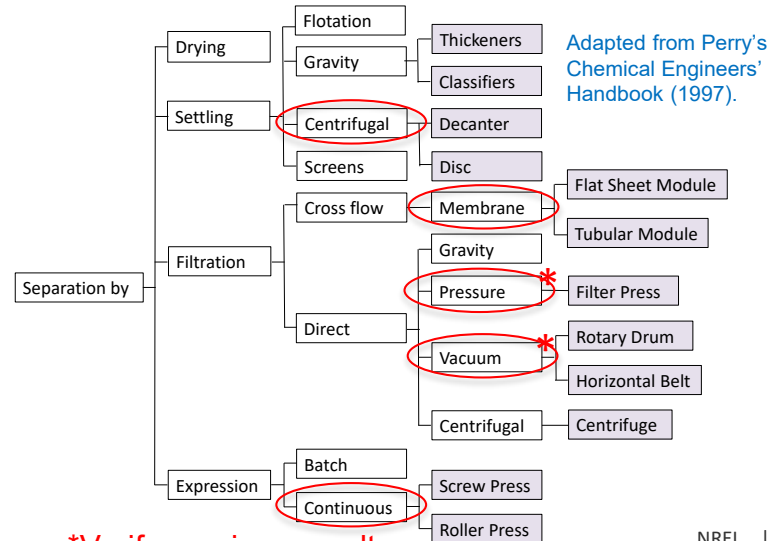 Flotation
Drying
Gravity
Thickeners
Classifiers
Adapted from Perry's
Chemical Engineers'
Handbook (1997).
Settling
Centrifugal
Decanter
Screens
Disc
Cross flow
Membrane
Flat Sheet Module
Tubular Module
Filtration
Gravity
Separation by
Pressure
*
Filter Press
Direct
Vacuum
*
Rotary Drum
Horizontal Belt
Centrifugal
Centrifuge
Batch
Expression
Continuous
Screw Press
Roller Press
NREL |